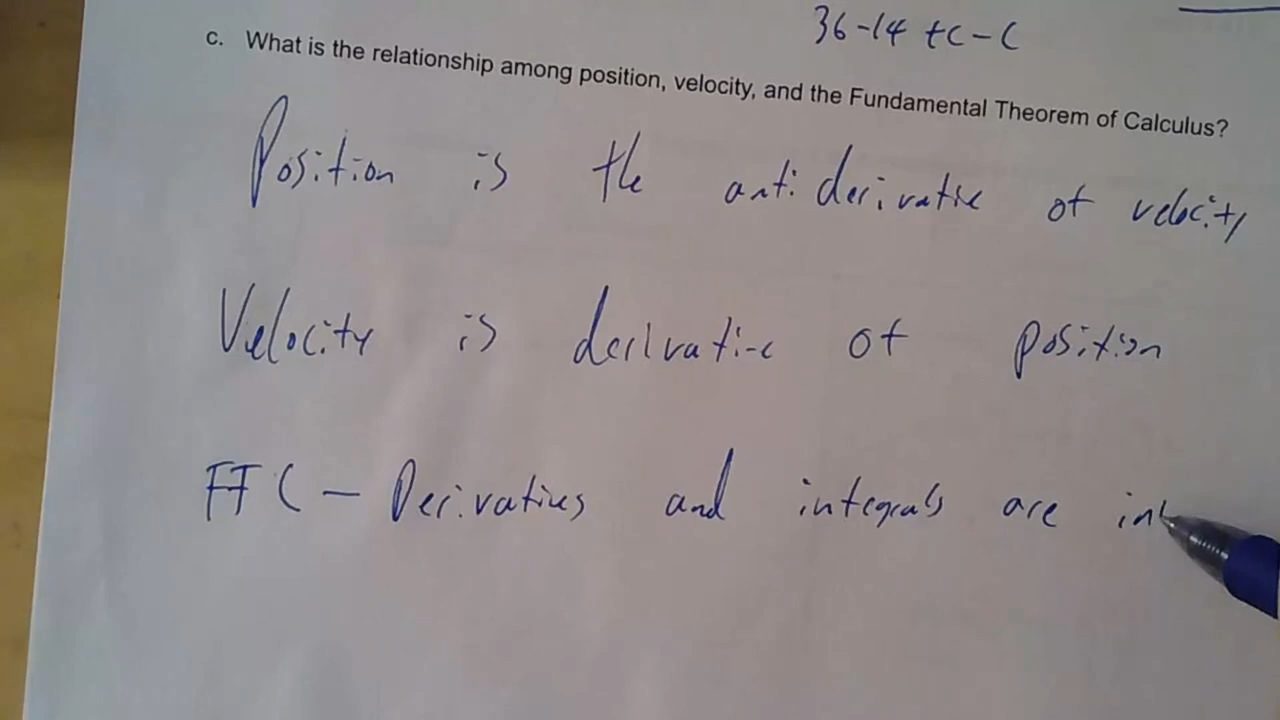 36-14 +C-C
c. What is the relationship among position, velocity, and the Fundamental Theorem of Calculus?
Position is the antiderivative of velocity
Velocity is derivative of position
FTC - Derivatives and integrals are in